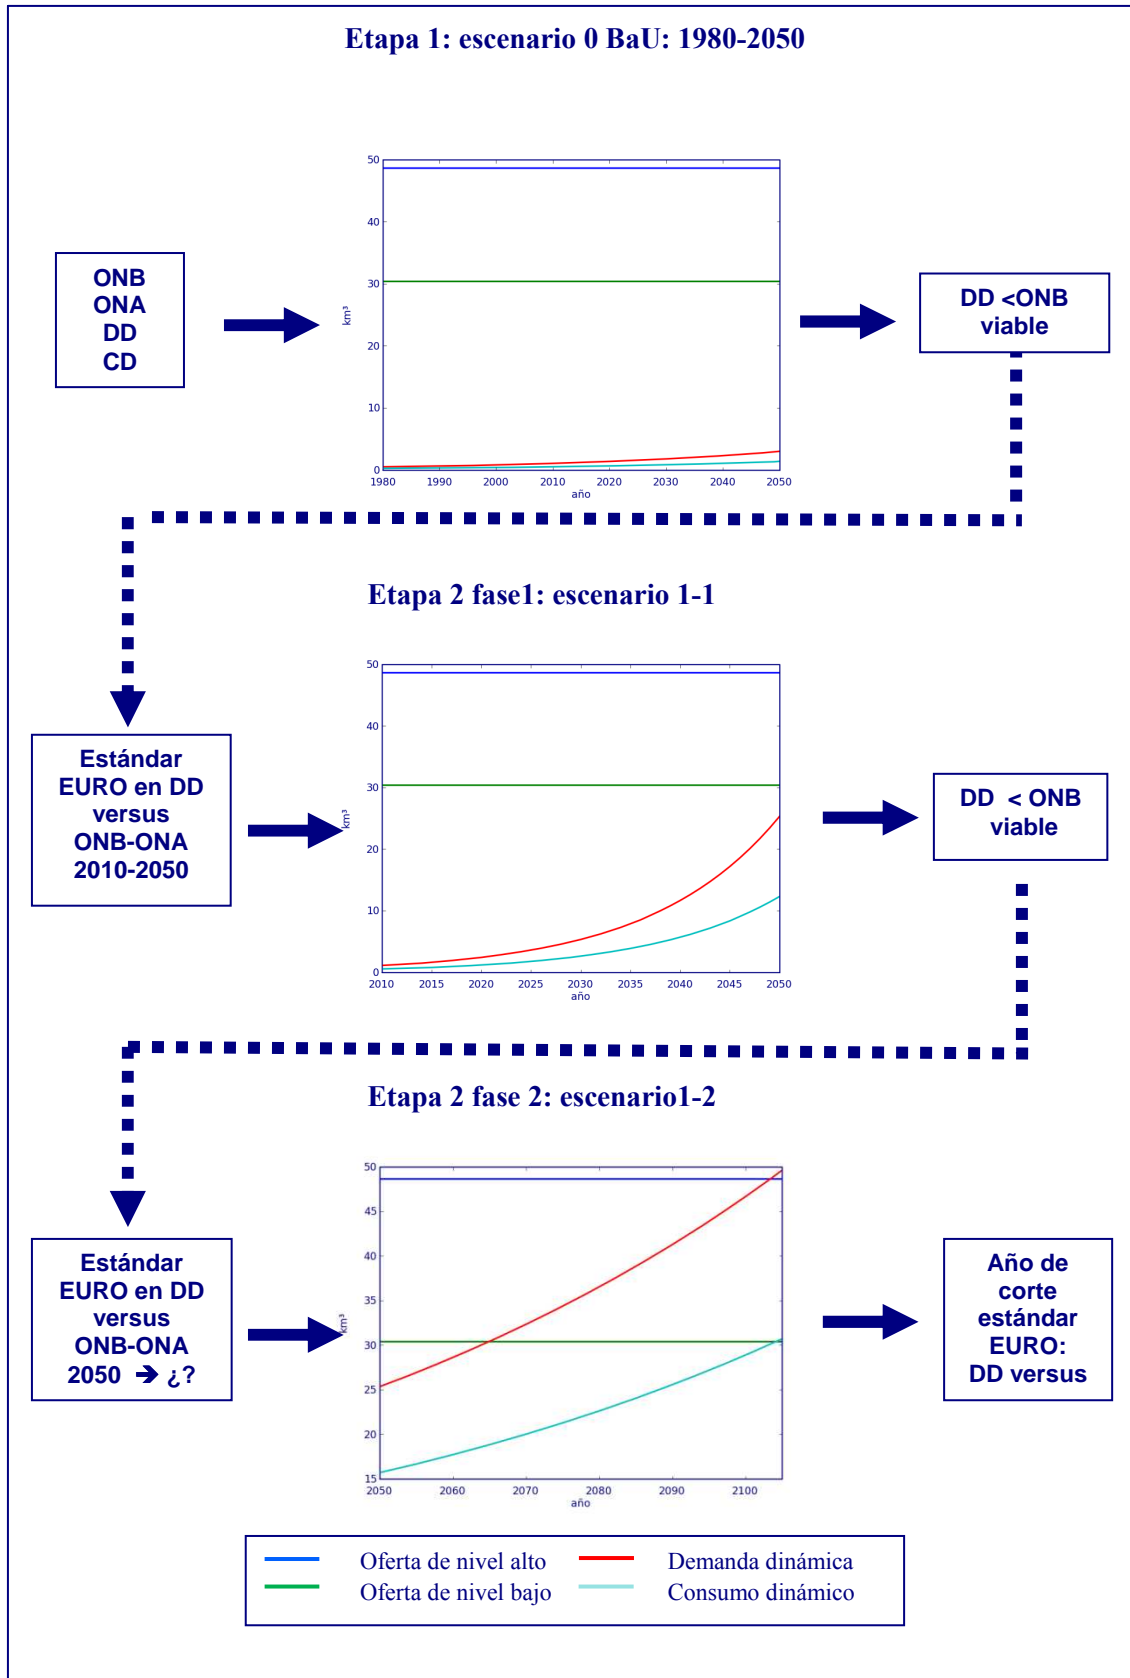 Etapa 1: escenario 0 BaU: 1980-2050
ONB
ONA
DD
CD
50
40
30
20
10
0
km³
1980 1990 2000 2010 2020 2030 2040 2050
año
DD <ONB
viable
Etapa 2 fase1: escenario 1-1
Estándar
EURO en DD
versus
ONB-ONA
2010-2050
50
40
30
20
10
0
km³
2010 2015 2020 2025 2030 2035 2040 2045 2050
año
DD < ONB
viable
Etapa 2 fase 2: escenario1-2
Estándar
EURO en DD
versus
ONB-ONA
2050 ➔ ¿?
50
45
40
35
30
25
20
15
km³
2050 2060 2070 2080 2090 2100
año
Año de
corte
estándar
EURO:
DD versus
Oferta de nivel alto Demanda dinámica
Oferta de nivel bajo Consumo dinámico